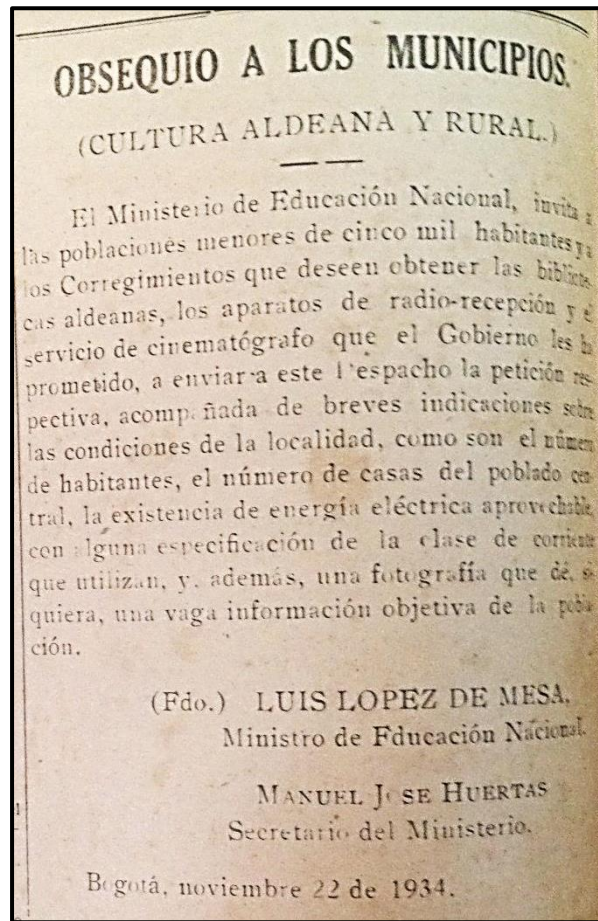 OBSEQUIO A LOS MUNICIPIOS.
(CULTURA ALDEANA Y RURAL.)
El Ministerio de Educación Nacional, invita a
las poblaciones menores de cinco mil habitantes y a
los Corregimientos que deseen obtener las bibliote-
cas aldeanas, los aparatos de radio-recepción y el
servicio de cinematógrafo que el Gobierno les ha
prometido, a enviar a este Despacho la petición res-
pectiva, acompañada de breves indicaciones sobre
las condiciones de la localidad, como son el número
de habitantes, el número de casas del poblado cen-
tral, la existencia de energía eléctrica aprovechable,
con alguna especificación de la clase de corriente
que utilizan, y, además, una fotografía que dé, si-
quiera, una vaga información objetiva de la pobla-
ción.
(Fdo.) LUIS LOPEZ DE MESA.
Ministro de Educación Nacional.
MANUEL JOSE HUERTAS
Secretario del Ministerio.
Bogotá, noviembre 22 de 1934.